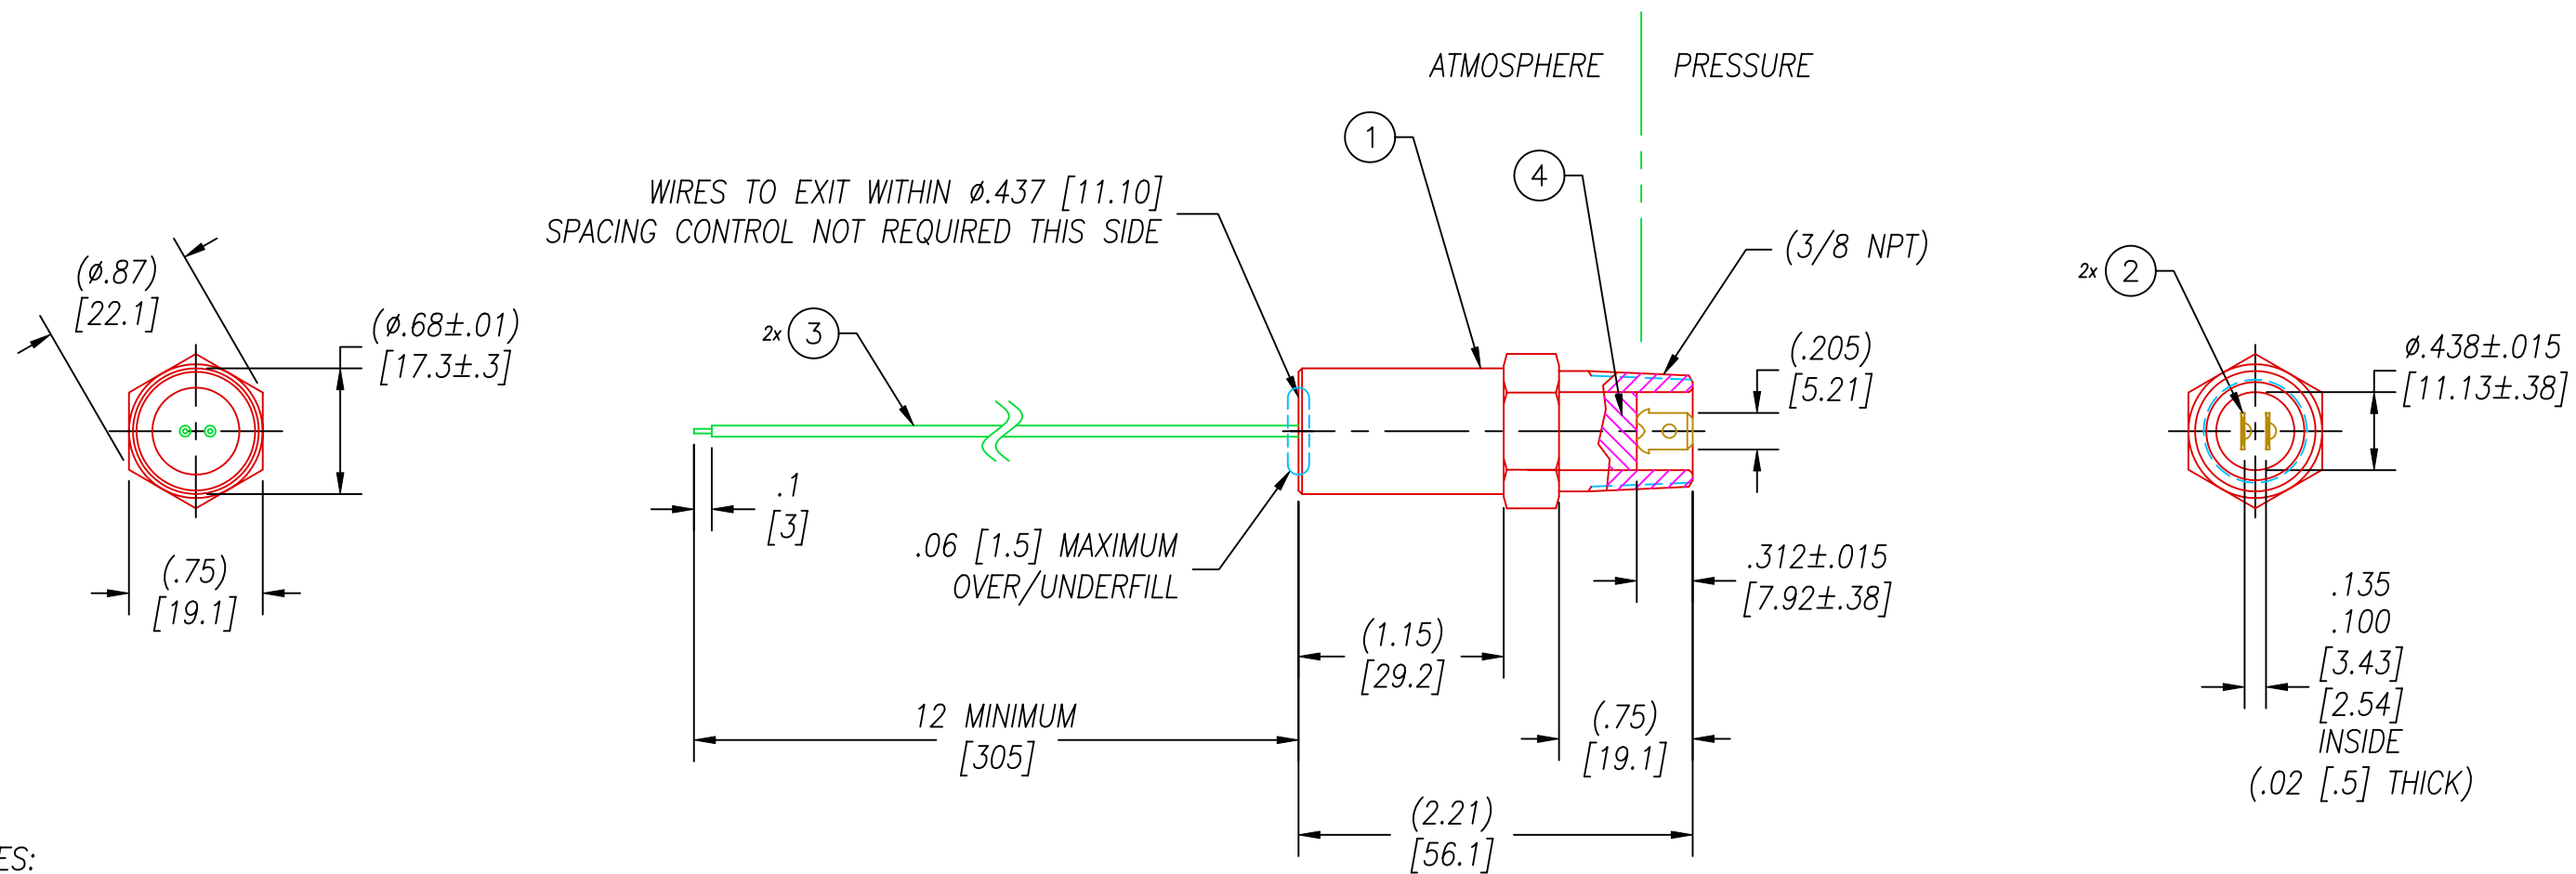 ATMOSPHERE
PRESSURE
1
4
WIRES TO EXIT WITHIN ø.437 [11.10]
SPACING CONTROL NOT REQUIRED THIS SIDE
(3/8 NPT)
2x 2
(ø.87)
[22.1]
(ø.68±.01)
[17.3±.3]
2x 3
(.205)
[5.21]
ø.438±.015
[11.13±.38]
.1
[3]
.06 [1.5] MAXIMUM
OVER/UNDERFILL
.312±.015
[7.92±.38]
(.75)
[19.1]
.135
.100
[3.43]
[2.54]
INSIDE
(.02 [.5] THICK)
(1.15)
[29.2]
12 MINIMUM
[305]
(.75)
[19.1]
(2.21)
[56.1]
ES: